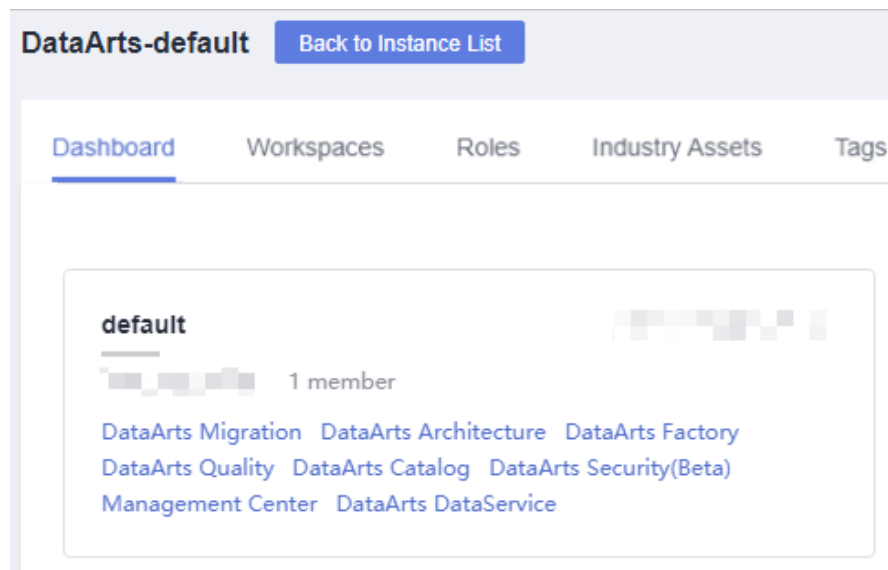 DataArts-default Back to Instance List
Dashboard Workspaces Roles Industry Assets Tags
default
1 member
DataArts Migration DataArts Architecture DataArts Factory
DataArts Quality DataArts Catalog DataArts Security(Beta)
Management Center DataArts DataService